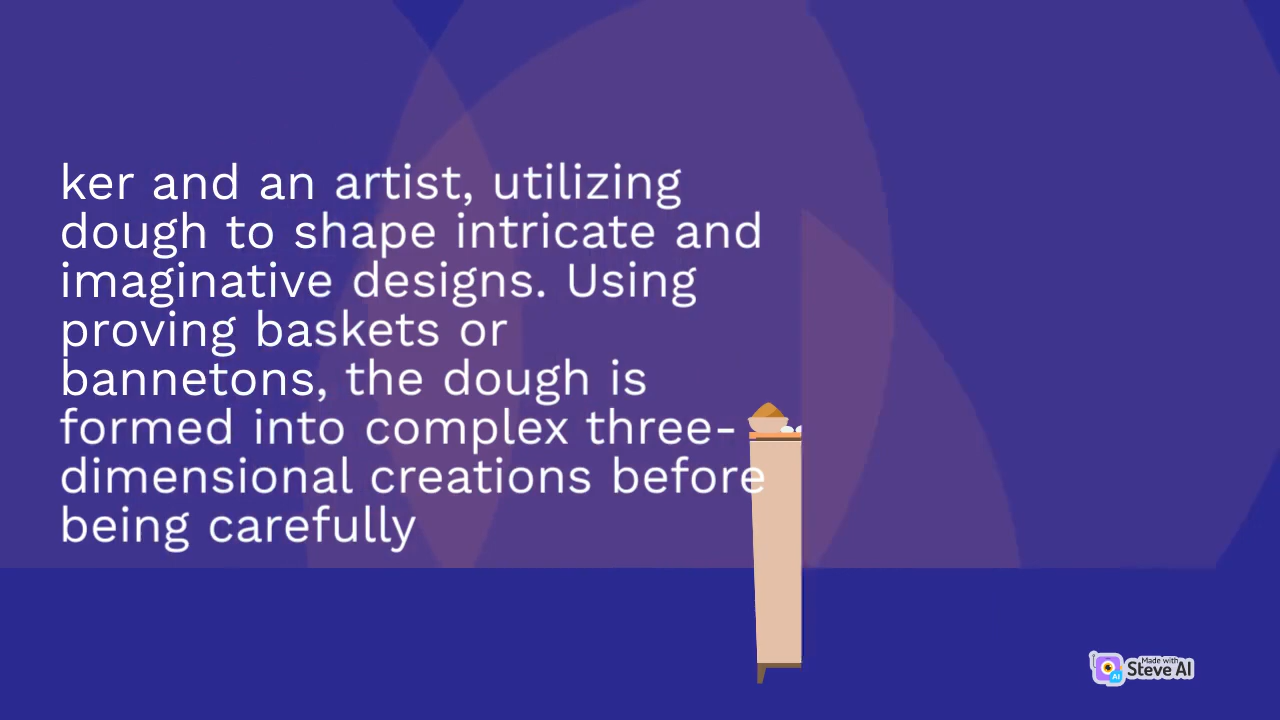 ker and an artist, utilizing
dough to shape intricate and
imaginative designs. Using
proving baskets or
bannetons, the dough is
formed into complex three-
dimensional creations before
being carefully
Made with
Steve AI
AI